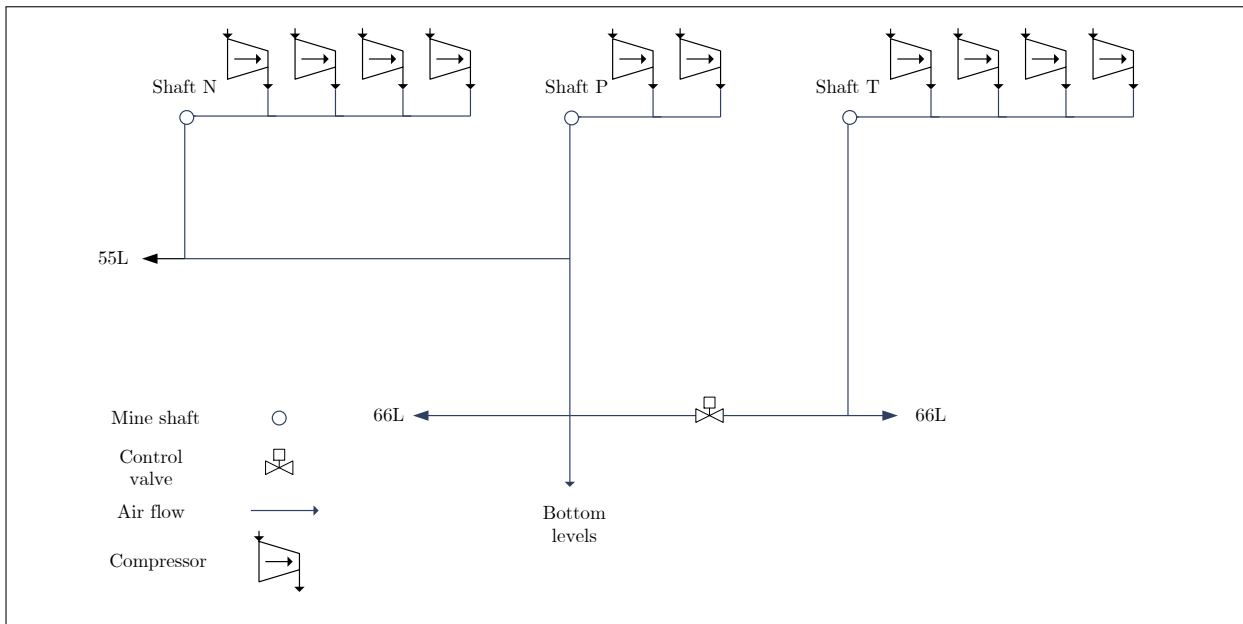 Shaft N
Shaft P
Shaft T
55L
66L
66L
Mine shaft
Control
valve
Air flow
Bottom
levels
Compressor